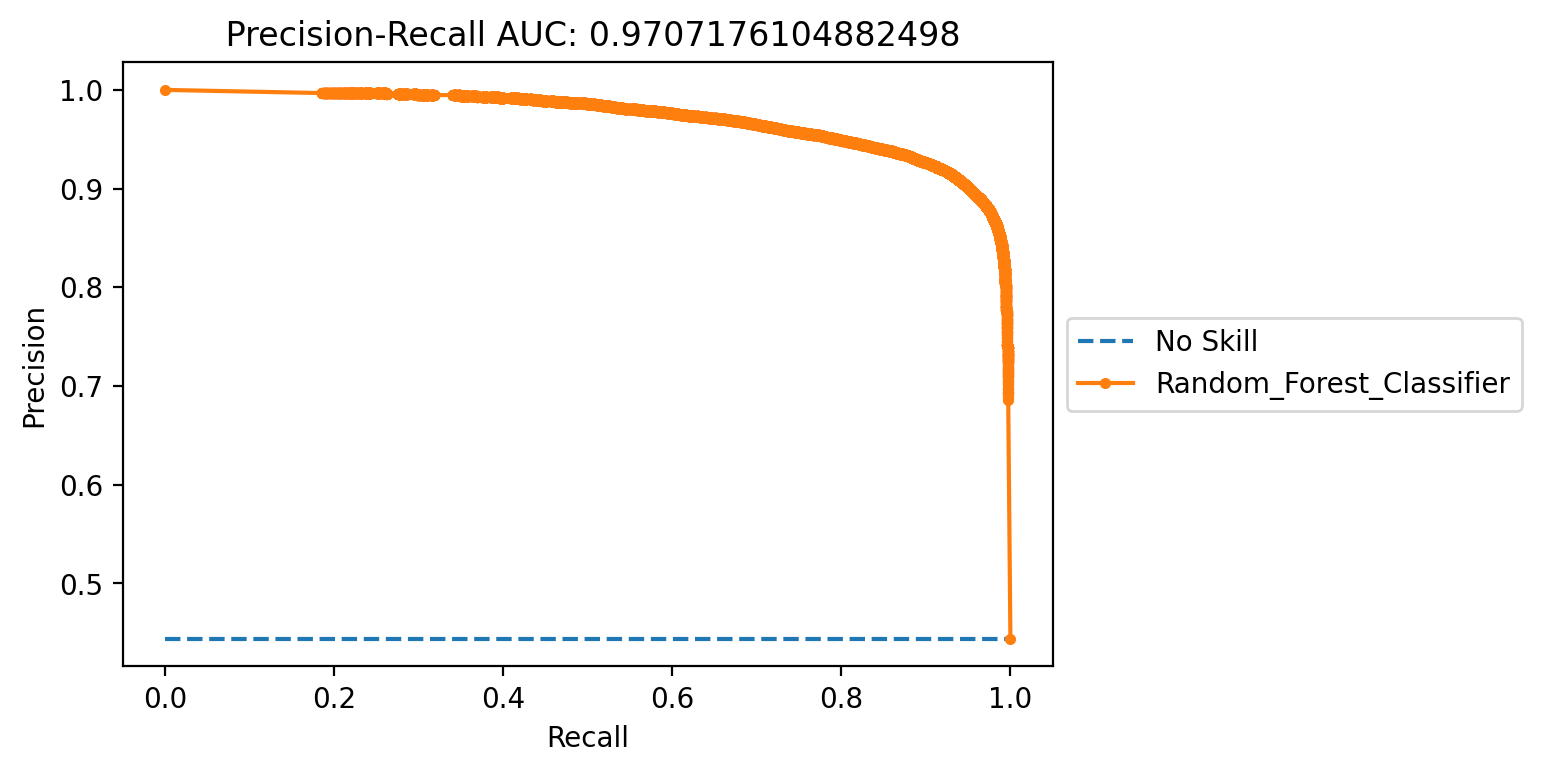 Precision-Recall AUC: 0.9707176104882498
1.0
0.9
0.8
0.7
0.6
0.5
Precision
0.0 0.2 0.4 0.6 0.8 1.0
Recall
No Skill
Random_Forest_Classifier